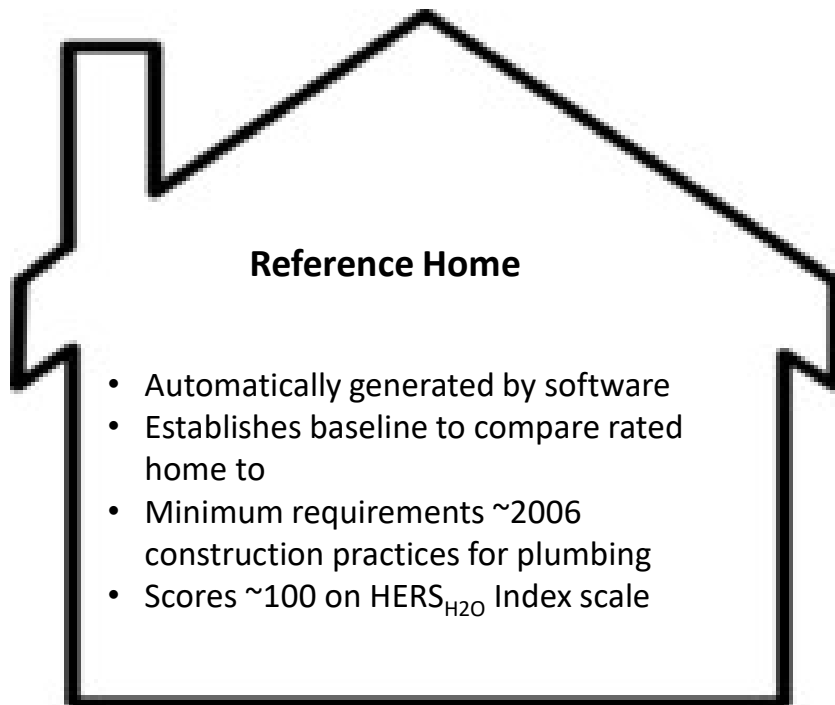 Reference Home
• Automatically generated by software
• Establishes baseline to compare rated
home to
• Minimum requirements ~2006
construction practices for plumbing
• Scores ~100 on HERS_H2O Index scale